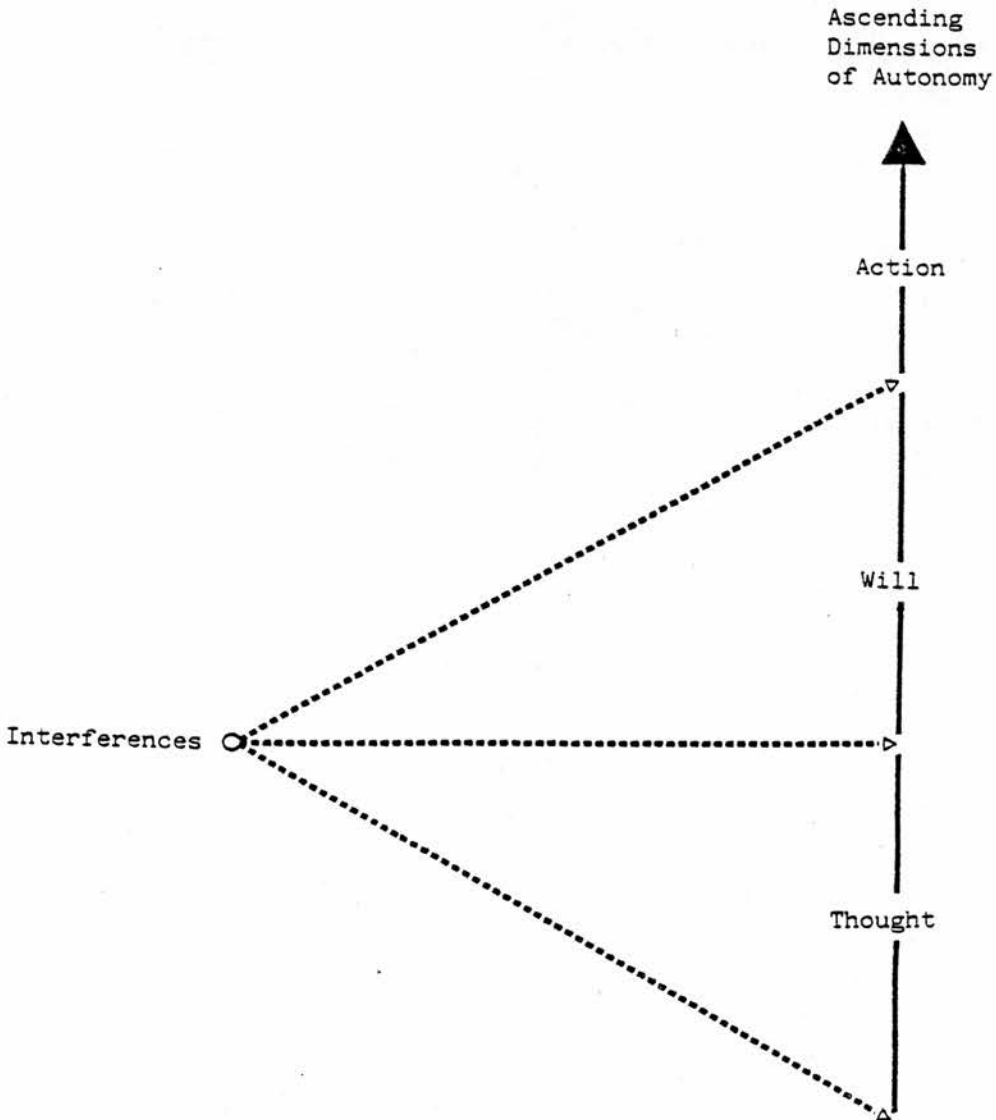 Ascending
Dimensions
of Autonomy
Action
Will
Interferences
Thought